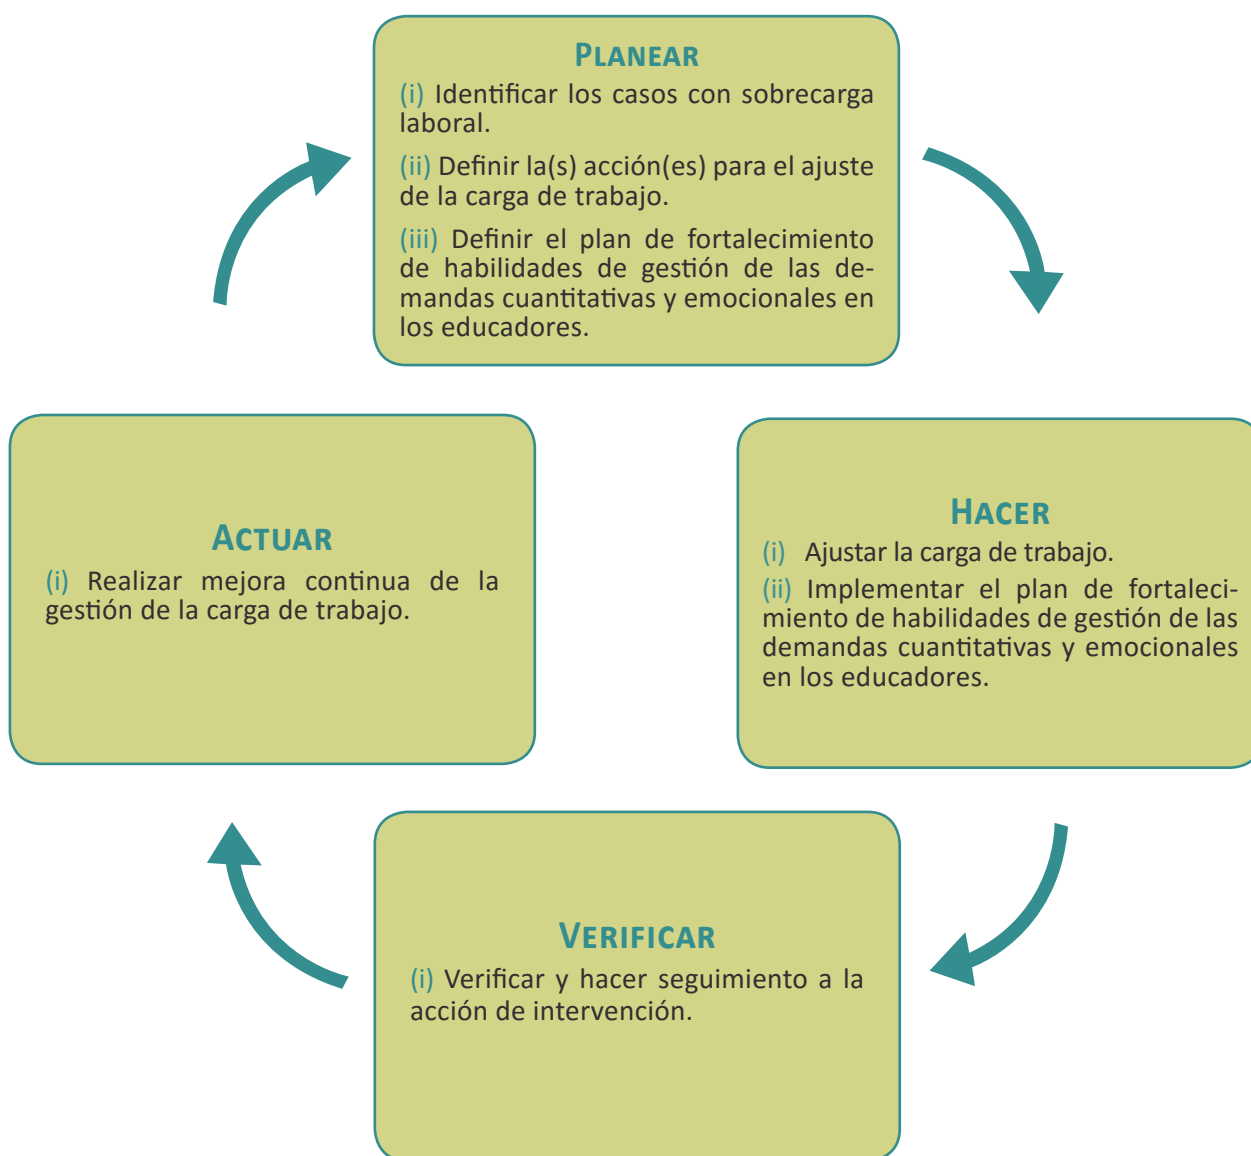 PLANEAR
(i) Identificar los casos con sobrecarga
laboral.
(ii) Definir la(s) acción(es) para el ajuste
de la carga de trabajo.
(iii) Definir el plan de fortalecimiento
de habilidades de gestión de las de-
mandas cuantitativas y emocionales en
los educadores.
HACER
(i) Ajustar la carga de trabajo.
(ii) Implementar el plan de fortaleci-
miento de habilidades de gestión de las
demandas cuantitativas y emocionales
en los educadores.
VERIFICAR
(i) Verificar y hacer seguimiento a la
acción de intervención.
ACTUAR
(i) Realizar mejora continua de la
gestión de la carga de trabajo.